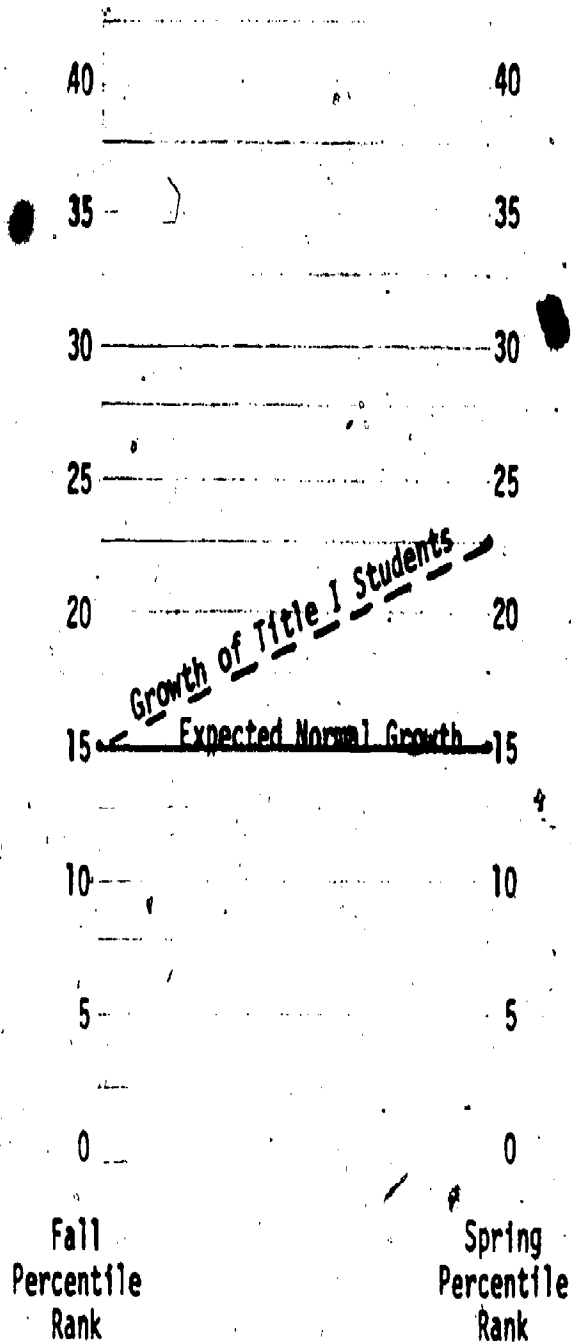 40 40
35 35
30 30
25 25
Growth of Title I Students
20 20
15 Expected Normal Growth 15
10 10
5 5
0 0
Fall Spring
Percentile Percentile
Rank Rank